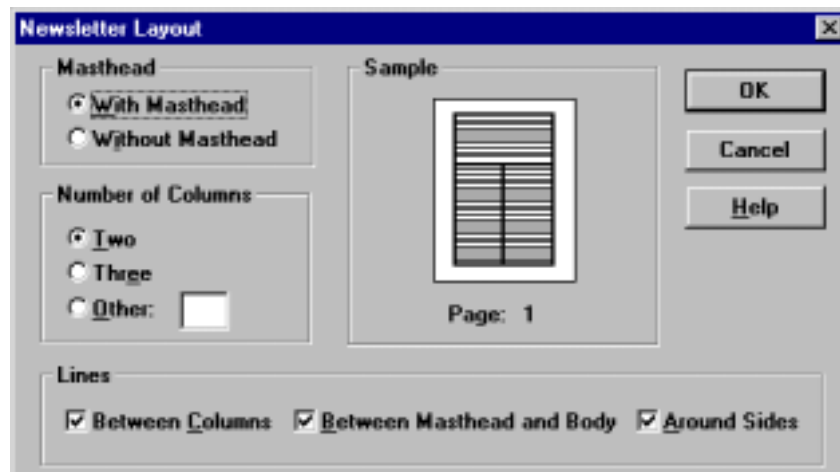 Newsletter Layout
Masthead
With Masthead
Without Masthead
Number of Columns
Two
Three
Other:
Sample
Page: 1
OK
Cancel
Help
Lines
Between Columns Between Masthead and Body Around Sides